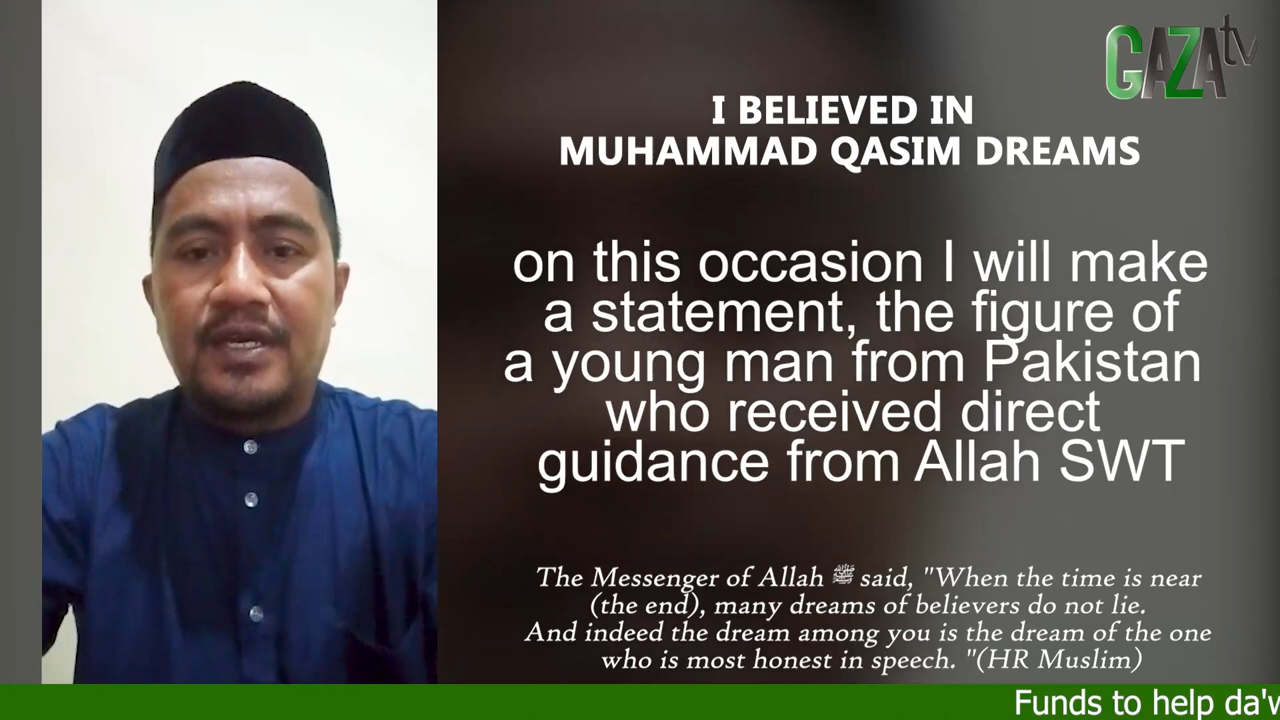 GAZAtv
I BELIEVED IN
MUHAMMAD QASIM DREAMS
on this occasion I will make
a statement, the figure of
a young man from Pakistan
who received direct
guidance from Allah SWT
The Messenger of Allah ﷺ said, "When the time is near
(the end), many dreams of believers do not lie.
And indeed the dream among you is the dream of the one
who is most honest in speech. "(HR Muslim)
Funds to help da'w